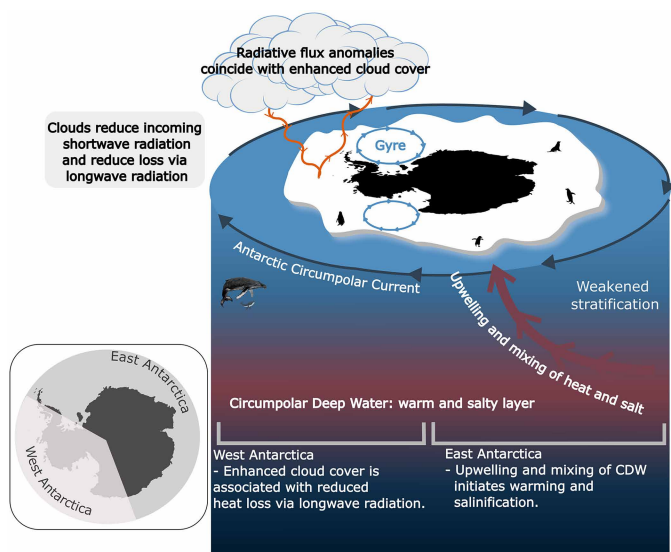 Radiative flux anomalies
coincide with enhanced cloud cover
Clouds reduce incoming
shortwave radiation
and reduce loss via
longwave radiation
Gyre
Antarctic Circumpolar Current
Weakened
stratification
Upwelling and mixing of heat and salt
Circumpolar Deep Water: warm and salty layer
West Antarctica
- Enhanced cloud cover is
associated with reduced
heat loss via longwave radiation.
East Antarctica
- Upwelling and mixing of CDW
initiates warming and
salinification.
East Antarctica
West Antarctica